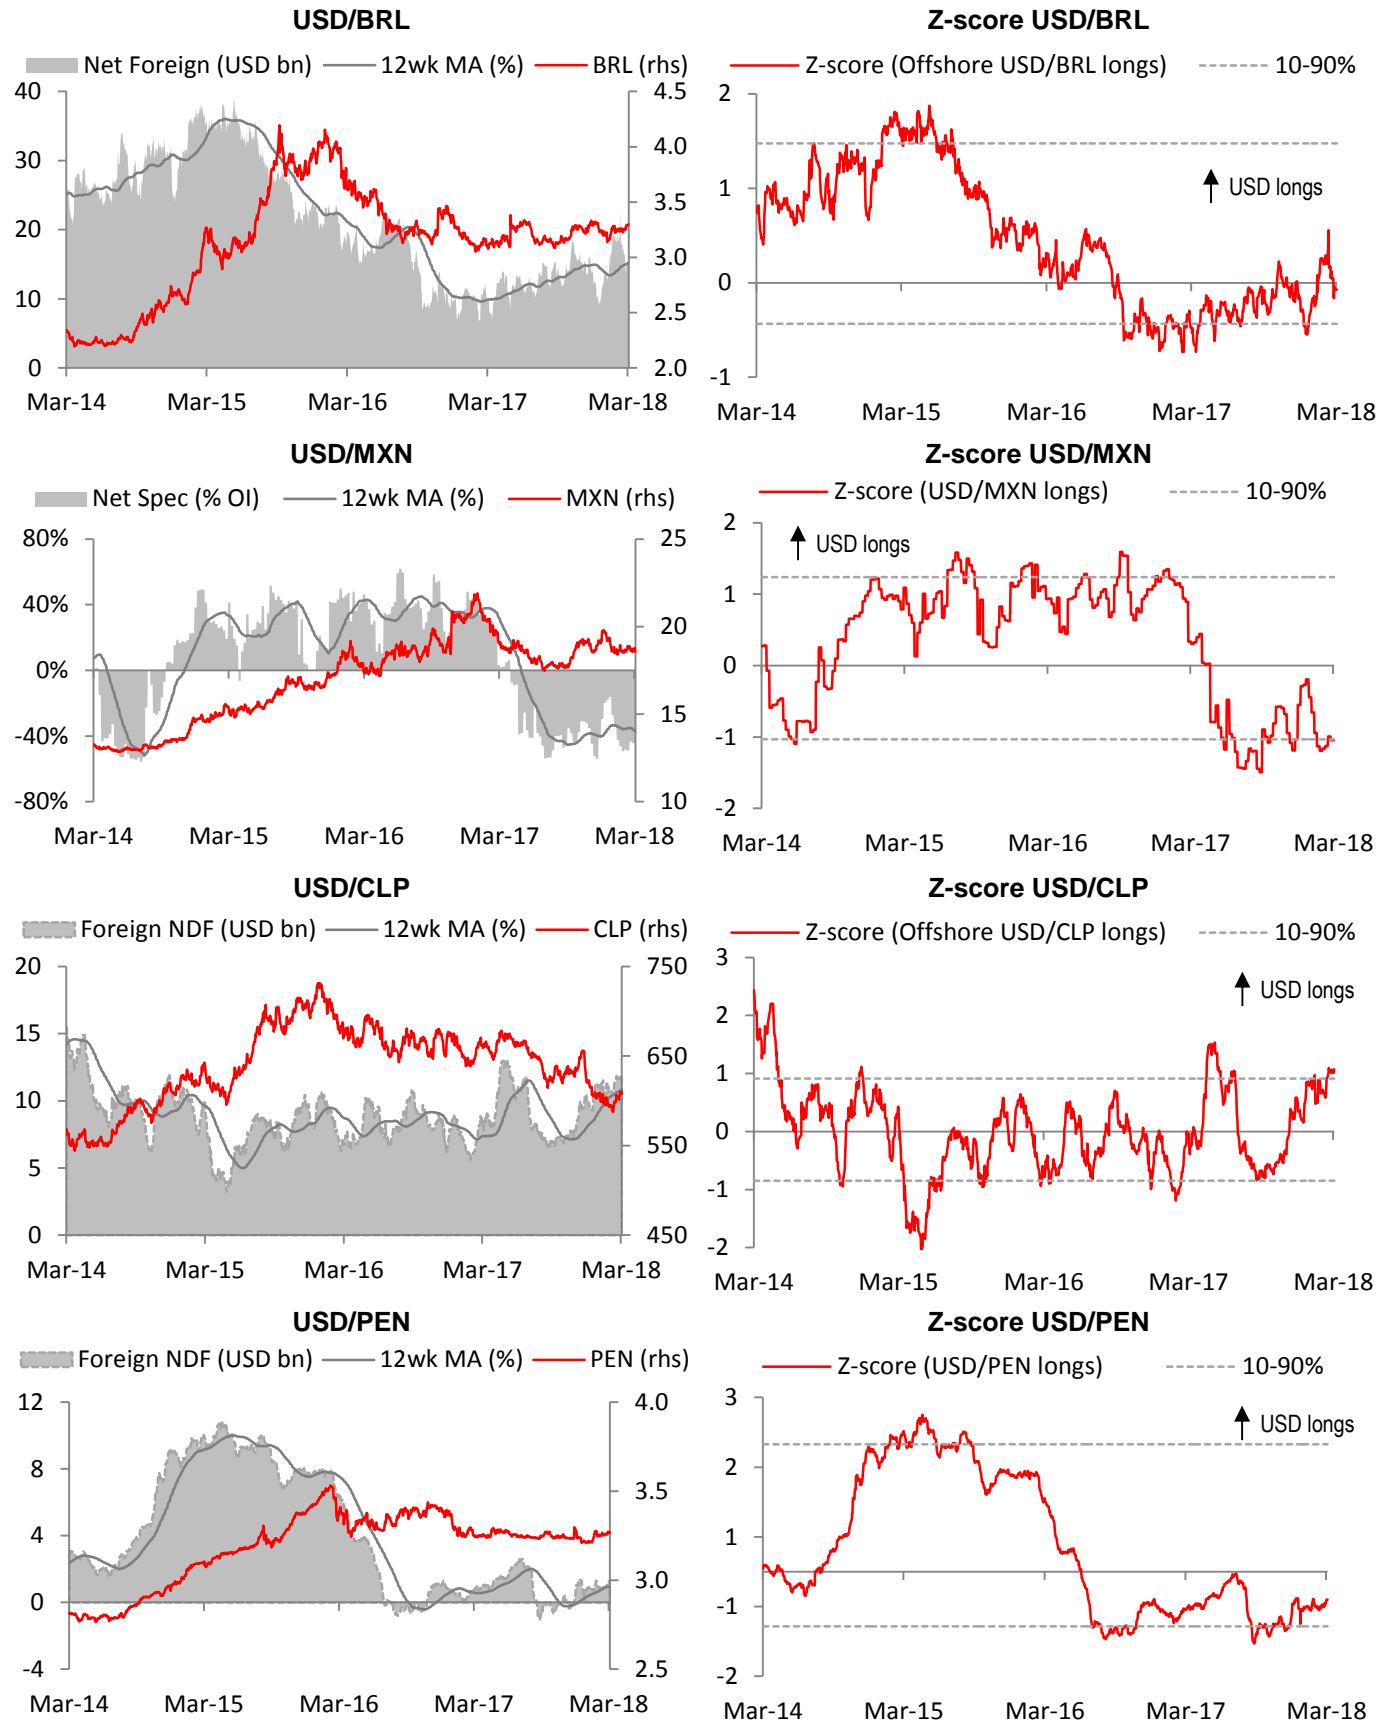 USD/BRL
Net Foreign (USD bn) 12wk MA (%) BRL (rhs)
40 4.5
30 4.0
3.5
20 3.0
10 2.5
0 2.0
Mar-14 Mar-15 Mar-16 Mar-17 Mar-18
Z-score USD/BRL
Z-score (Offshore USD/BRL longs) 10-90%
2
1
USD longs
0
-1
Mar-14 Mar-15 Mar-16 Mar-17 Mar-18
USD/MXN
Net Spec (% OI) 12wk MA (%) MXN (rhs)
80% 25
40% 20
0%
-40% 15
-80% 10
Mar-14 Mar-15 Mar-16 Mar-17 Mar-18
Z-score USD/MXN
Z-score (USD/MXN longs) 10-90%
2
USD longs
1
0
-1
-2
Mar-14 Mar-15 Mar-16 Mar-17 Mar-18
USD/CLP
Foreign NDF (USD bn) 12wk MA (%) CLP (rhs)
20 750
15 650
10
5 550
0 450
Mar-14 Mar-15 Mar-16 Mar-17 Mar-18
Z-score USD/CLP
Z-score (Offshore USD/CLP longs) 10-90%
3
USD longs
2
1
0
-1
-2
Mar-14 Mar-15 Mar-16 Mar-17 Mar-18
USD/PEN
Foreign NDF (USD bn) 12wk MA (%) PEN (rhs)
12 4.0
8 3.5
4
0 3.0
-4 2.5
Mar-14 Mar-15 Mar-16 Mar-17 Mar-18
Z-score USD/PEN
Z-score (USD/PEN longs) 10-90%
3
USD longs
2
1
-1
-2
Mar-14 Mar-15 Mar-16 Mar-17 Mar-18